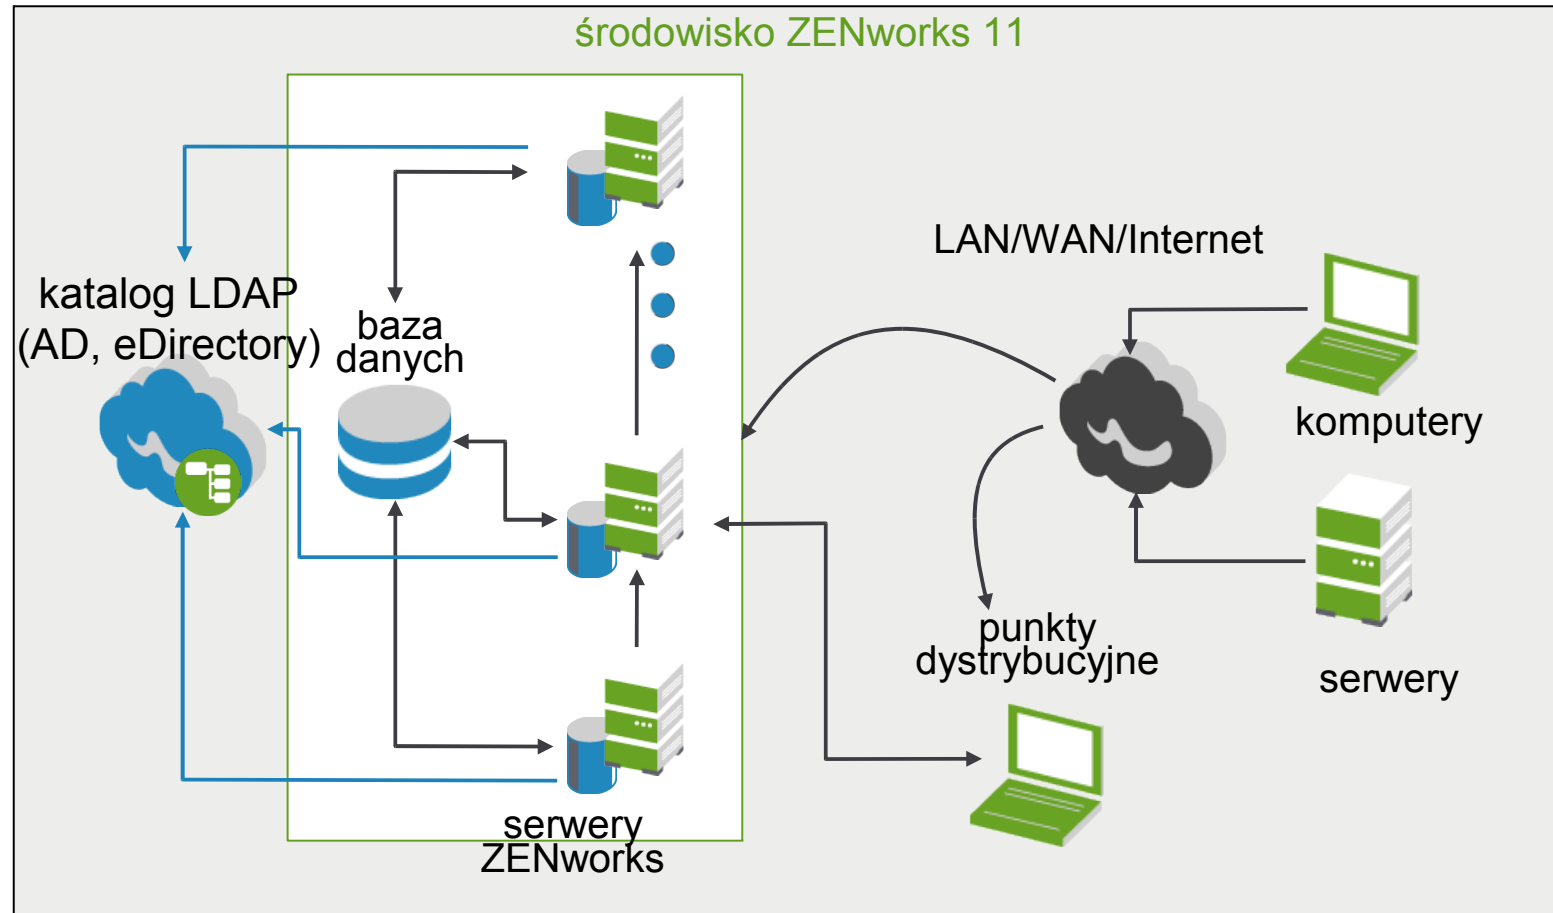 środowisko ZENworks 11
LAN/WAN/Internet
katalog LDAP
(AD, eDirectory)
baza
danych
komputery
punkty
dystrybucyjne
serwery
serwery
ZENworks